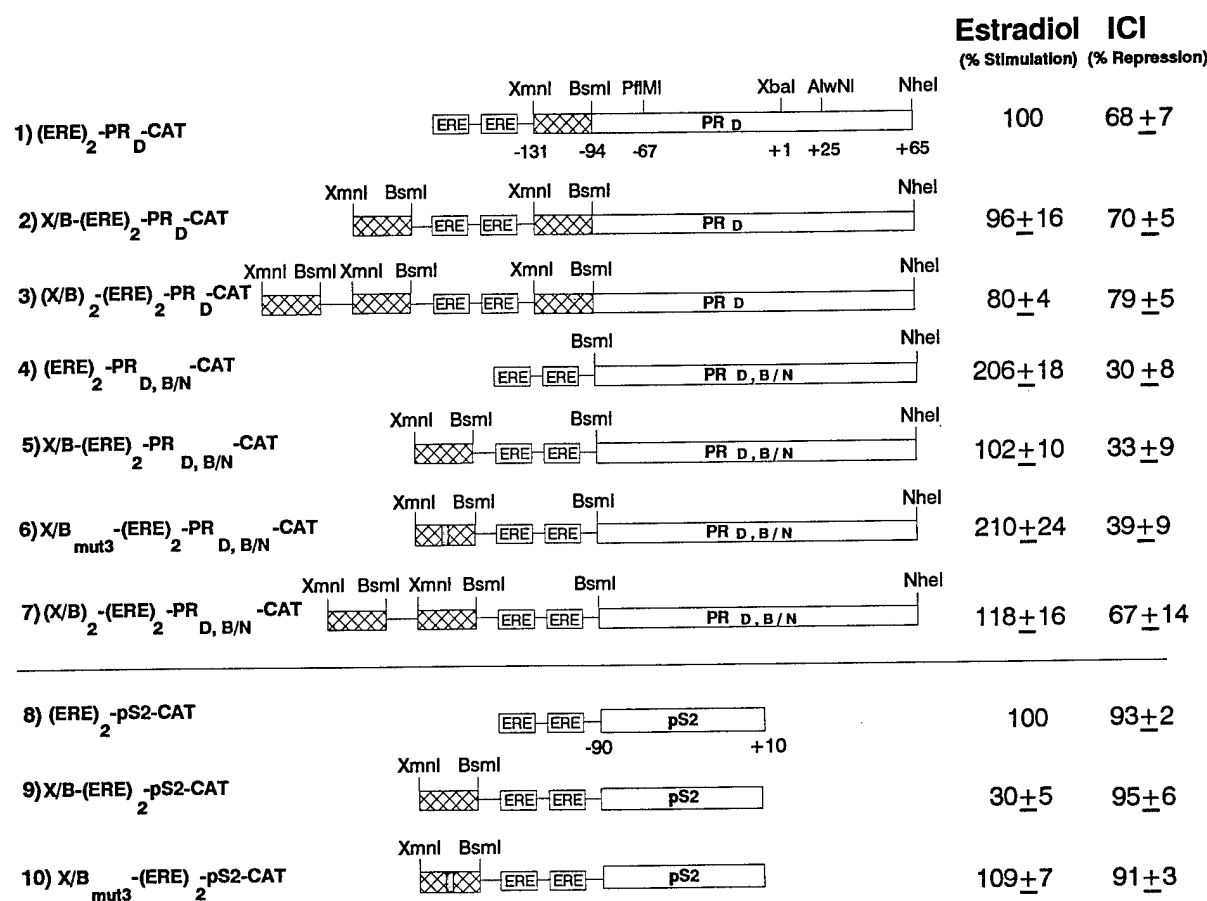 Estradiol ICI
(% Stimulation) (% Repression)
XmnI BsmI PflMI XbaI AlwNI NheI
1) (ERE)2-PRD-CAT ERE ERE PR D 100 68±7
-131 -94 -67 +1 +25 +65
XmnI BsmI XmnI BsmI NheI
2) X/B-(ERE)2-PRD-CAT ERE ERE PR D 96±16 70±5
XmnI BsmI XmnI BsmI XmnI BsmI NheI
3) (X/B)2-(ERE)2-PRD-CAT ERE ERE PR D 80±4 79±5
BsmI NheI
4) (ERE)2-PRD, B/N-CAT ERE ERE PR D, B/N 206±18 30±8
XmnI BsmI BsmI NheI
5) X/B-(ERE)2-PRD, B/N-CAT ERE ERE PR D, B/N 102±10 33±9
XmnI BsmI BsmI NheI
6) X/Bmut3-(ERE)2-PRD, B/N-CAT ERE ERE PR D, B/N 210±24 39±9
XmnI BsmI XmnI BsmI BsmI NheI
7) (X/B)2-(ERE)2-PRD, B/N-CAT ERE ERE PR D, B/N 118±16 67±14
8) (ERE)2-pS2-CAT ERE ERE pS2 100 93±2
-90 +10
XmnI BsmI
9) X/B-(ERE)2-pS2-CAT ERE ERE pS2 30±5 95±6
XmnI BsmI
10) X/Bmut3-(ERE)2-pS2-CAT ERE ERE pS2 109±7 91±3